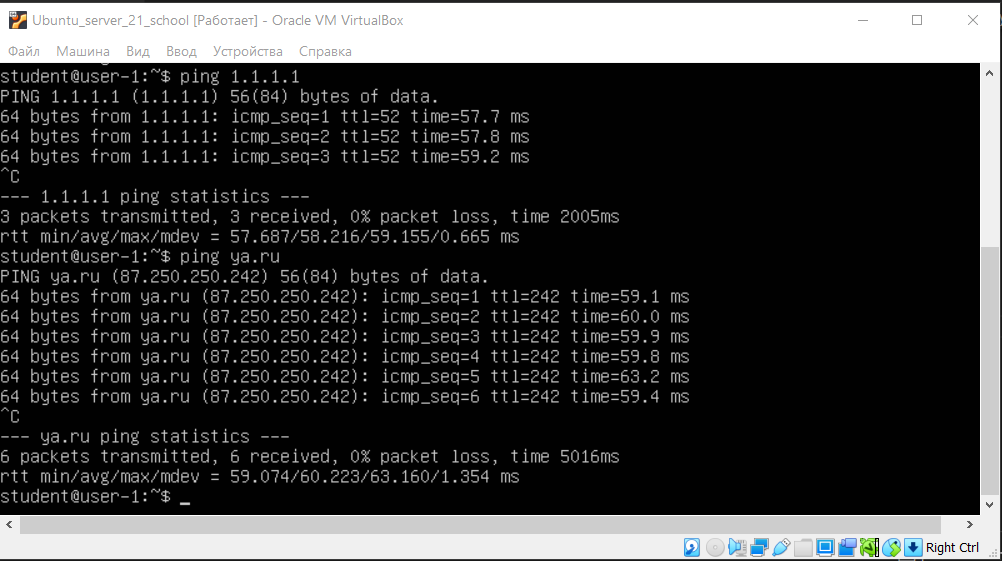 Ubuntu_server_21_school [Работает] - Oracle VM VirtualBox
Файл Машина Вид Ввод Устройства Справка
student@user-1:~$ ping 1.1.1.1
PING 1.1.1.1 (1.1.1.1) 56(84) bytes of data.
64 bytes from 1.1.1.1: icmp_seq=1 ttl=52 time=57.7 ms
64 bytes from 1.1.1.1: icmp_seq=2 ttl=52 time=57.8 ms
64 bytes from 1.1.1.1: icmp_seq=3 ttl=52 time=59.2 ms
^C
--- 1.1.1.1 ping statistics ---
3 packets transmitted, 3 received, 0% packet loss, time 2005ms
rtt min/avg/max/mdev = 57.687/58.216/59.155/0.665 ms
student@user-1:~$ ping ya.ru
PING ya.ru (87.250.250.242) 56(84) bytes of data.
64 bytes from ya.ru (87.250.250.242): icmp_seq=1 ttl=242 time=59.1 ms
64 bytes from ya.ru (87.250.250.242): icmp_seq=2 ttl=242 time=60.0 ms
64 bytes from ya.ru (87.250.250.242): icmp_seq=3 ttl=242 time=59.9 ms
64 bytes from ya.ru (87.250.250.242): icmp_seq=4 ttl=242 time=59.8 ms
64 bytes from ya.ru (87.250.250.242): icmp_seq=5 ttl=242 time=63.2 ms
64 bytes from ya.ru (87.250.250.242): icmp_seq=6 ttl=242 time=59.4 ms
^C
--- ya.ru ping statistics ---
6 packets transmitted, 6 received, 0% packet loss, time 5016ms
rtt min/avg/max/mdev = 59.074/60.223/63.160/1.354 ms
student@user-1:~$ _
Right Ctrl